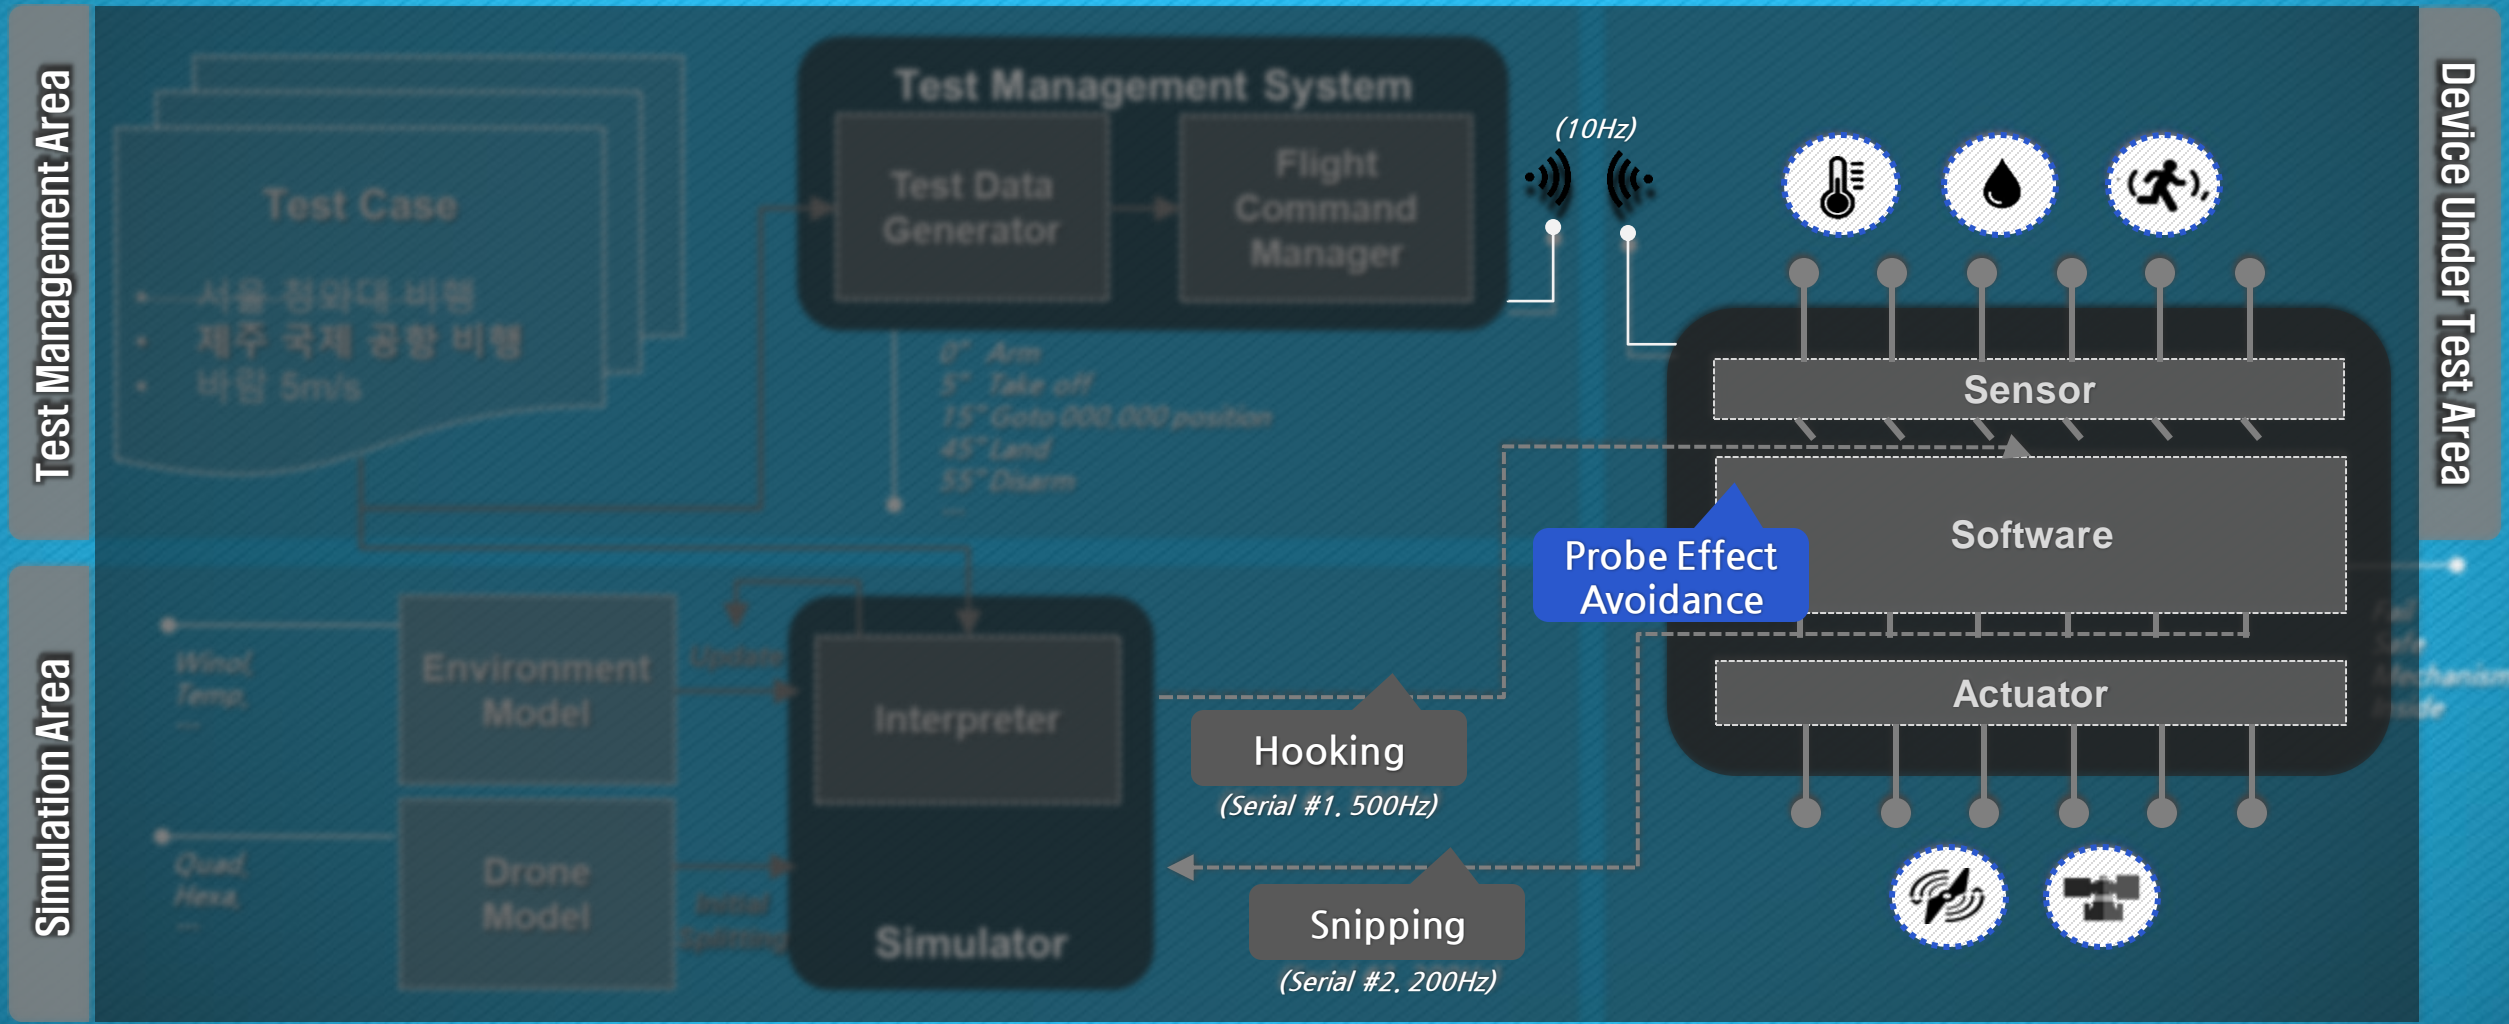 Test Management Area
Test Case
서울 청와대 비행
제주 국제 공항 비행
바람 5m/s
Test Management System
Test Data
Generator
Flight
Command
Manager
(10Hz)
0" Arm
5" Take off
15" Goto 000,000 position
45" Land
55" Disarm
...
Device Under Test Area
Sensor
Software
Actuator
Probe Effect
Avoidance
Fail
Safe
Mechanism
Inside
Simulation Area
Temp,
...
Quad,
Hexa,
...
Environment
Model
Drone
Model
Update
Initial
Interpreter
Simulator
Hooking
(Serial #1, 500Hz)
Snipping
(Serial #2, 200Hz)